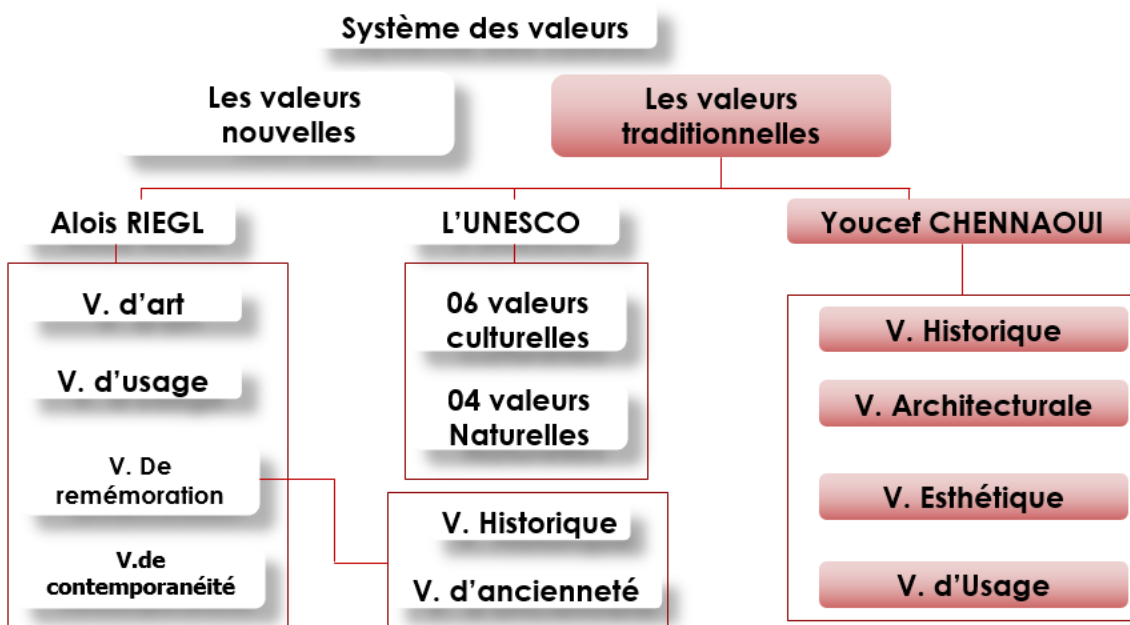 Système des valeurs
Les valeurs
nouvelles
Les valeurs
traditionnelles
Alois RIEGL
L'UNESCO
Youcef CHENNAOUI
V. d'art
V. d'usage
V. De
remémoration
V.de
contemporanéité
06 valeurs
culturelles
04 valeurs
Naturelles
V. Historique
V. d'ancienneté
V. Historique
V. Architecturale
V. Esthétique
V. d'Usage